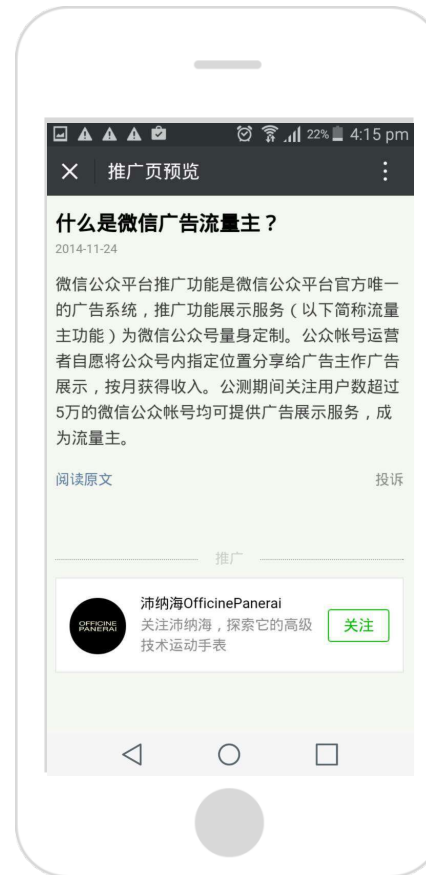 22% 4:15 pm
推广页预览
什么是微信广告流量主？
2014-11-24
微信公众平台推广功能是微信公众平台官方唯一
的广告系统，推广功能展示服务（以下简称流量
主功能）为微信公众号量身定制。公众帐号运营
者自愿将公众号内指定位置分享给广告主作广告
展示，按月获得收入。公测期间关注用户数超过
5万的微信公众帐号均可提供广告展示服务，成
为流量主。
阅读原文 投诉
推广
沛纳海OfficinePanerai
OFFICINE
PANERAI
关注沛纳海，探索它的高级
技术运动手表
关注